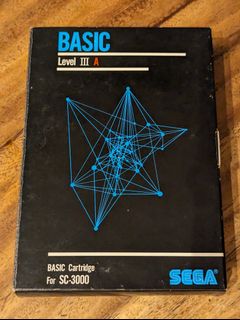 BASIC
Level III A
BASIC Cartridge
For SC-3000
SEGA